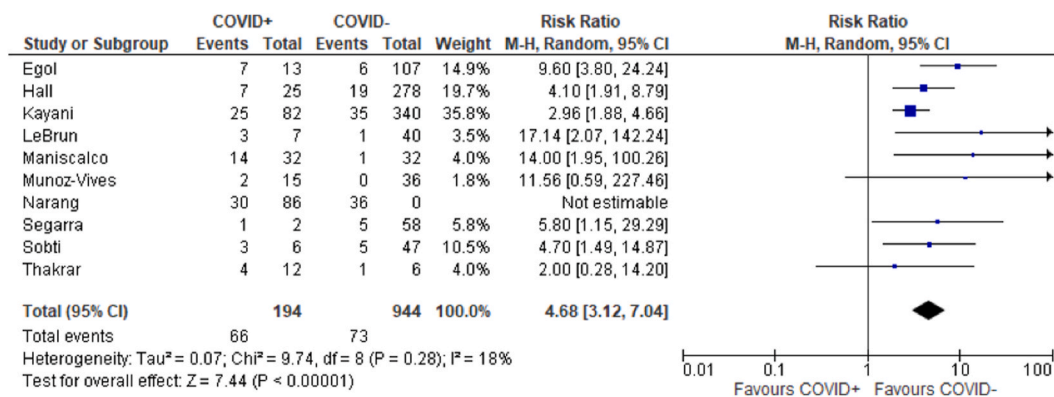 COVID+ COVID- Risk Ratio Risk Ratio
Study or Subgroup Events Total Events Total Weight M-H, Random, 95% CI M-H, Random, 95% CI
Egol 7 13 6 107 14.9% 9.60 [3.80, 24.24]
Hall 7 25 19 278 19.7% 4.10 [1.91, 8.79]
Kayani 25 82 35 340 35.8% 2.96 [1.88, 4.66]
LeBrun 3 7 1 40 3.5% 17.14 [2.07, 142.24]
Maniscalco 14 32 1 32 4.0% 14.00 [1.95, 100.26]
Munoz-Vives 2 15 0 36 1.8% 11.56 [0.59, 227.46]
Narang 30 86 36 0 Not estimable
Segarra 1 2 5 58 5.8% 5.80 [1.15, 29.29]
Sobti 3 6 5 47 10.5% 4.70 [1.49, 14.87]
Thakrar 4 12 1 6 4.0% 2.00 [0.28, 14.20]
Total (95% CI) 194 944 100.0% 4.68 [3.12, 7.04]
Total events 66 73
Heterogeneity: Tau² = 0.07; Chi² = 9.74, df = 8 (P = 0.28); I² = 18%
Test for overall effect: Z = 7.44 (P < 0.00001)
0.01 0.1 1 10 100
Favours COVID+ Favours COVID-